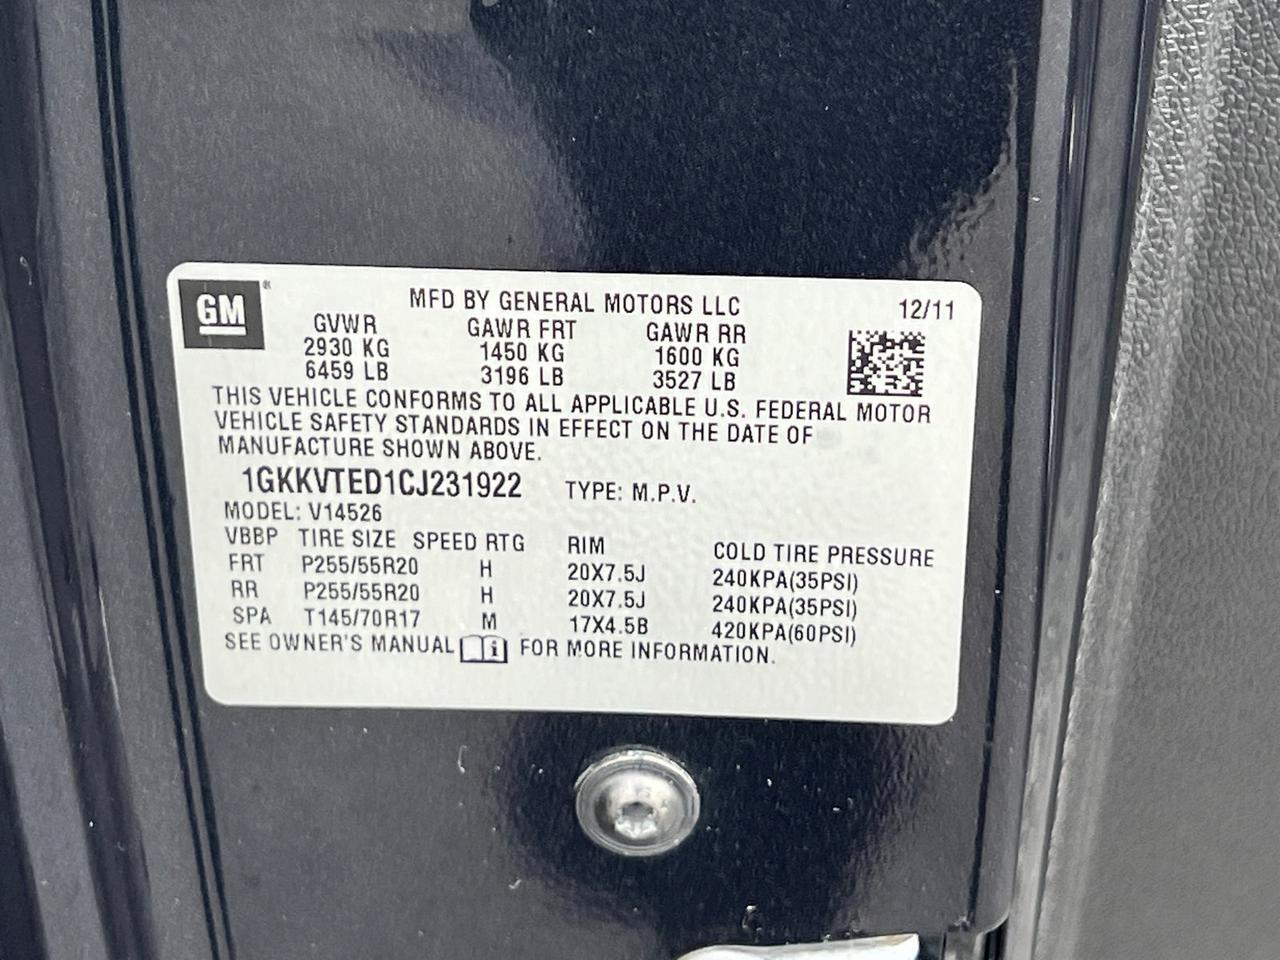 GM ®
MFD BY GENERAL MOTORS LLC 12/11
GVWR GAWR FRT GAWR RR
2930 KG 1450 KG 1600 KG
6459 LB 3196 LB 3527 LB
THIS VEHICLE CONFORMS TO ALL APPLICABLE U.S. FEDERAL MOTOR
VEHICLE SAFETY STANDARDS IN EFFECT ON THE DATE OF
MANUFACTURE SHOWN ABOVE.
1GKKVTED1CJ231922 TYPE: M.P.V.
MODEL: V14526
VBBP TIRE SIZE SPEED RTG RIM COLD TIRE PRESSURE
FRT P255/55R20 H 20X7.5J 240KPA(35PSI)
RR P255/55R20 H 20X7.5J 240KPA(35PSI)
SPA T145/70R17 M 17X4.5B 420KPA(60PSI)
SEE OWNER'S MANUAL i FOR MORE INFORMATION.